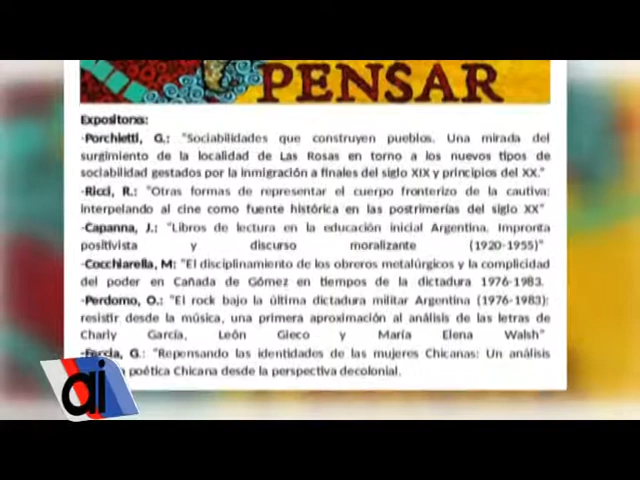 PENSAR
Expositorxs:
-Porchietti, G.: "Sociabilidades que construyen pueblos. Una mirada del
surgimiento de la localidad de Las Rosas en torno a los nuevos tipos de
sociabilidad gestados por la inmigración a finales del siglo XIX y principios del XX."
-Ricci, R.: "Otras formas de representar el cuerpo fronterizo de la cautiva:
interpelando al cine como fuente histórica en las postrimerías del siglo XX"
-Capanna, J.: "Libros de lectura en la educación inicial Argentina. Impronta
positivista y discurso moralizante (1920-1955)"
-Cocchiarella, M: "El disciplinamiento de los obreros metalúrgicos y la complicidad
del poder en Cañada de Gómez en tiempos de la dictadura 1976-1983.
-Perdomo, O.: "El rock bajo la última dictadura militar Argentina (1976-1983):
resistir desde la música, una primera aproximación al análisis de las letras de
Charly García, León Gieco y María Elena Walsh"
G.: "Repensando las identidades de las mujeres Chicanas: Un análisis
poética Chicana desde la perspectiva decolonial.
ai